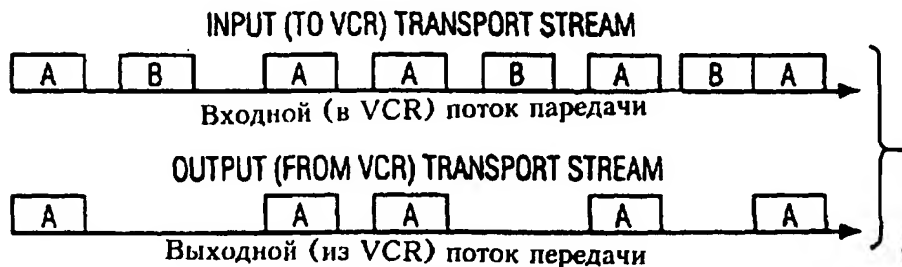 INPUT (TO VCR) TRANSPORT STREAM
A B A A B A B A
Входной (в VCR) поток паредачи
OUTPUT (FROM VCR) TRANSPORT STREAM
A A A A A
Выходной (из VCR) поток передачи